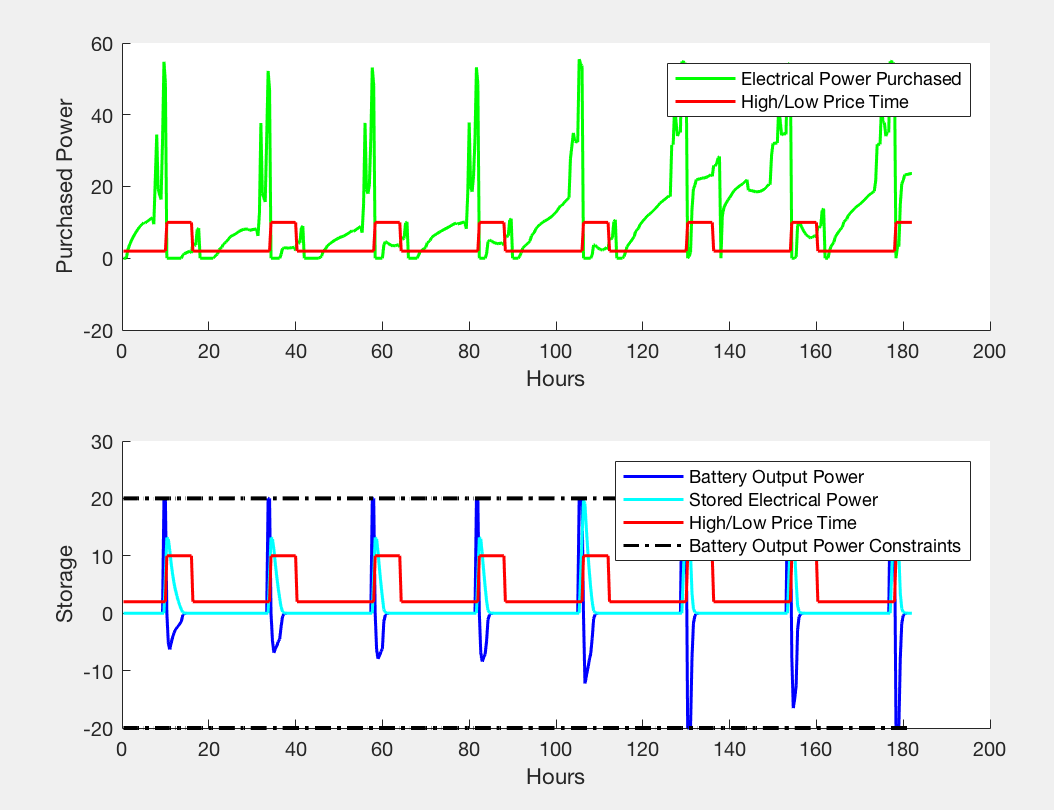 60
40
20
0
-20
Purchased Power
Electrical Power Purchased
High/Low Price Time
0 20 40 60 80 100 120 140 160 180 200
Hours
30
20
10
0
-10
-20
Storage
Battery Output Power
Stored Electrical Power
High/Low Price Time
Battery Output Power Constraints
0 20 40 60 80 100 120 140 160 180 200
Hours